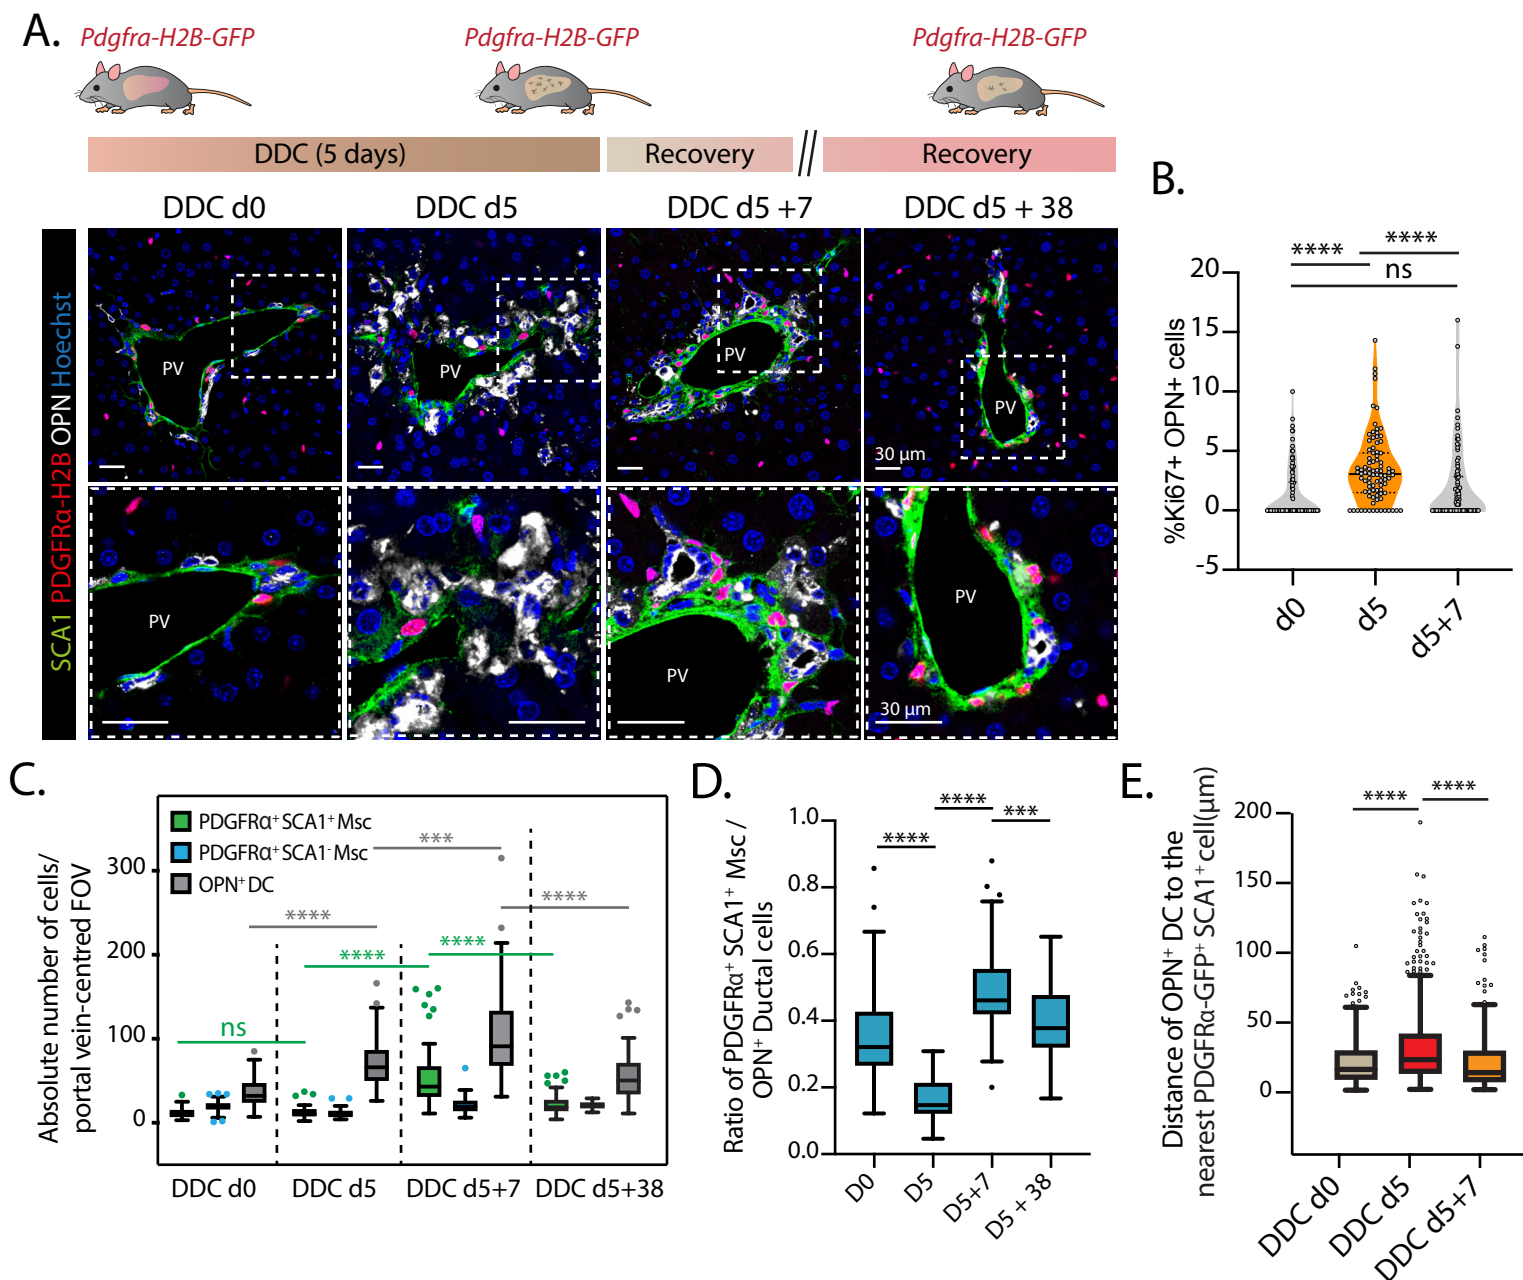 A.
Pdgfra-H2B-GFP
Pdgfra-H2B-GFP
Pdgfra-H2B-GFP
DDC (5 days)
Recovery
Recovery
DDC d0
DDC d5
DDC d5 +7
DDC d5 + 38
SCA1 PDGFRα-H2B OPN Hoechst
PV
PV
PV
PV
30 µm
PV
PV
PV
30 µm
B.
%Ki67+ OPN+ cells
20
15
10
5
0
-5
****
****
ns
d0
d5
d5+7
C.
Absolute number of cells/
portal vein-centred FOV
300
200
100
0
PDGFRα⁺ SCA1⁺ Msc
PDGFRα⁺ SCA1⁻ Msc
OPN⁺ DC
***
****
****
****
****
ns
DDC d0
DDC d5
DDC d5+7
DDC d5+38
D.
Ratio of PDGFRα⁺ SCA1⁺ Msc /
OPN⁺ Ductal cells
1.0
0.8
0.6
0.4
0.2
0.0
****
****
***
D0
D5
D5+7
D5 + 38
E.
Distance of OPN⁺ DC to the
nearest PDGFRα-GFP⁺ SCA1⁺ cell(µm)
200
150
100
50
0
****
****
DDC d0
DDC d5
DDC d5+7